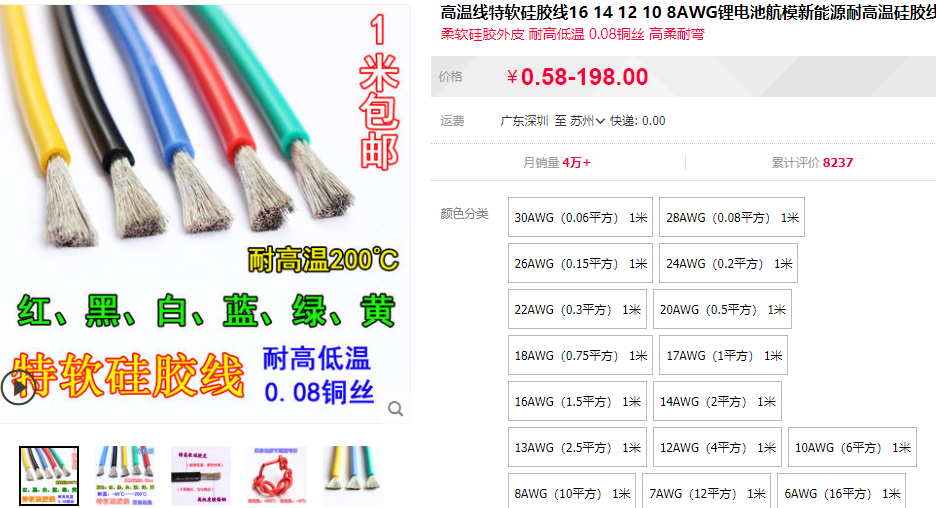 1
米
包
邮
耐高温200℃
红、黑、白、蓝、绿、黄
特软硅胶线
耐高低温
0.08铜丝
高温线特软硅胶线16 14 12 10 8AWG锂电池航模新能源耐高温硅胶线
柔软硅胶外皮 耐高低温 0.08铜丝 高柔耐弯
价格
¥0.58-198.00
运费
广东深圳 至 苏州 快递: 0.00
月销量 4万+
累计评价 8237
颜色分类
30AWG（0.06平方） 1米
28AWG（0.08平方） 1米
26AWG（0.15平方） 1米
24AWG（0.2平方） 1米
22AWG（0.3平方） 1米
20AWG（0.5平方） 1米
18AWG（0.75平方） 1米
17AWG（1平方） 1米
16AWG（1.5平方） 1米
14AWG（2平方） 1米
13AWG（2.5平方） 1米
12AWG（4平方） 1米
10AWG（6平方） 1米
8AWG（10平方） 1米
7AWG（12平方） 1米
6AWG（16平方） 1米